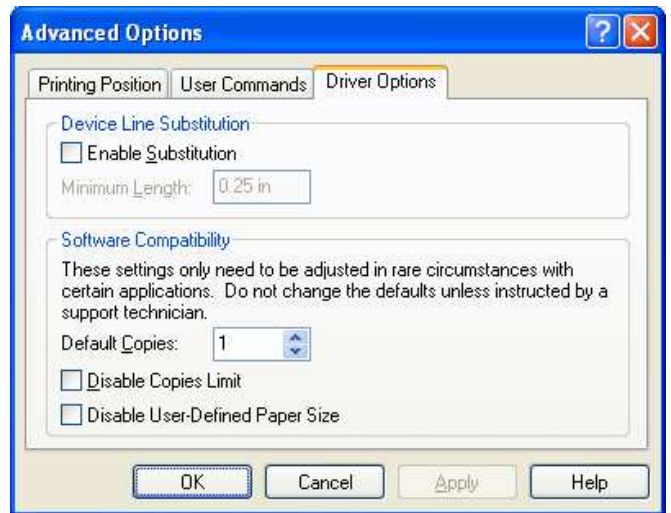 Advanced Options
?
Printing Position User Commands Driver Options
Device Line Substitution
Enable Substitution
Minimum Length: 0.25 in
Software Compatibility
These settings only need to be adjusted in rare circumstances with
certain applications. Do not change the defaults unless instructed by a
support technician.
Default Copies: 1
Disable Copies Limit
Disable User-Defined Paper Size
OK Cancel Apply Help